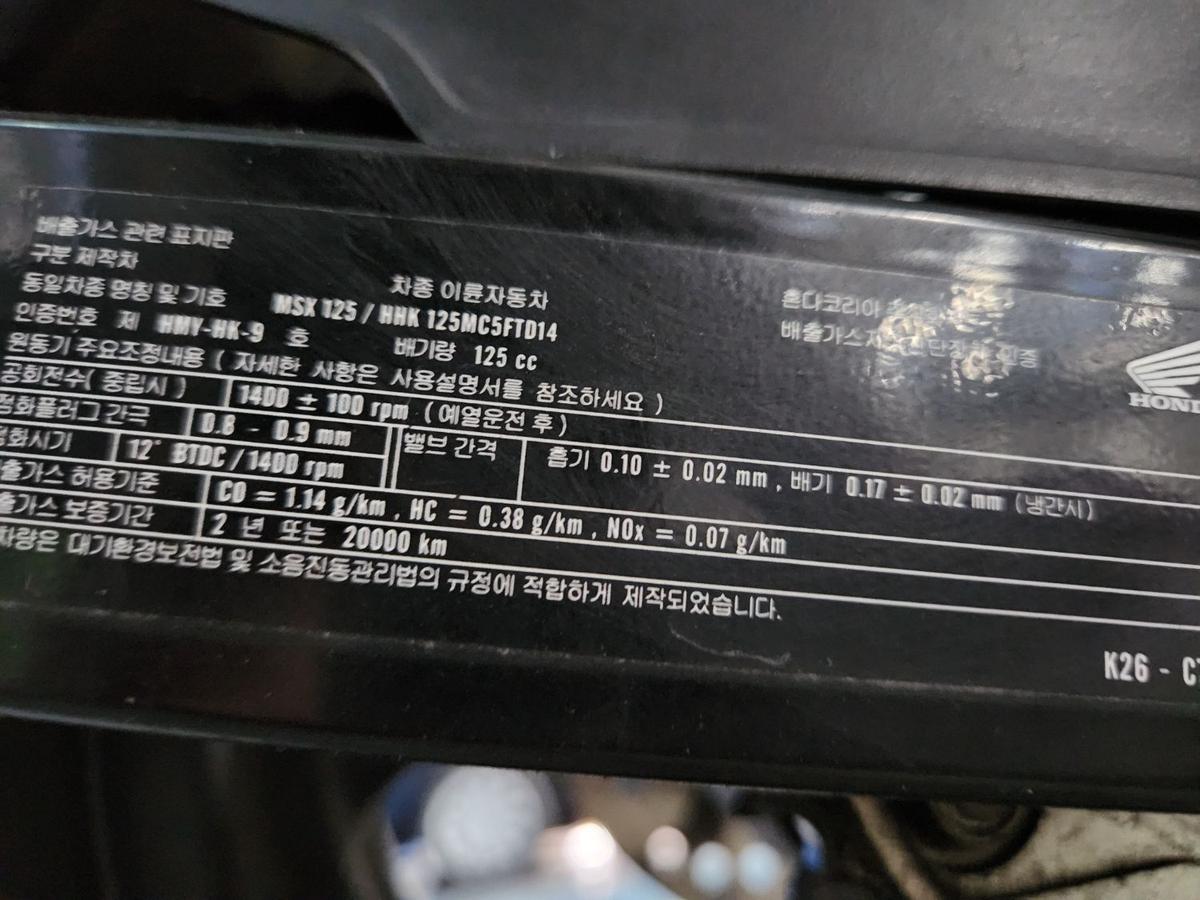 배출가스 관련 표지판
구분 제작차
차종 이륜자동차
동일차종 명칭 및 기호 MSX 125 / HHK 125MC5FTD14
인증번호 제 HMY-HK-9 호 배기량 125 cc
혼다코리아
배출가스자 인증
HOND
원동기 주요조정내용 ( 자세한 사항은 사용설명서를 참조하세요 )
공회전수( 중립시 ) 1400 ± 100 rpm ( 예열운전 후 )
점화플러그 간극 0.8 - 0.9 mm 밸브 간격 흡기 0.10 ± 0.02 mm , 배기 0.17 ± 0.02 mm (냉간시)
점화시기 12° BTDC / 1400 rpm
출가스 허용기준 CO = 1.14 g/km , HC = 0.38 g/km , NOx = 0.07 g/km
출가스 보증기간 2 년 또는 20000 km
차량은 대기환경보전법 및 소음진동관리법의 규정에 적합하게 제작되었습니다.
K26 - C